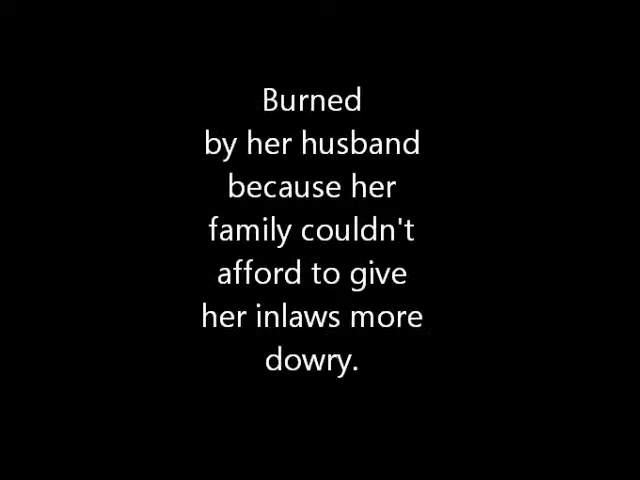 Burned
by her husband
because her
family couldn't
afford to give
her inlaws more
dowry.